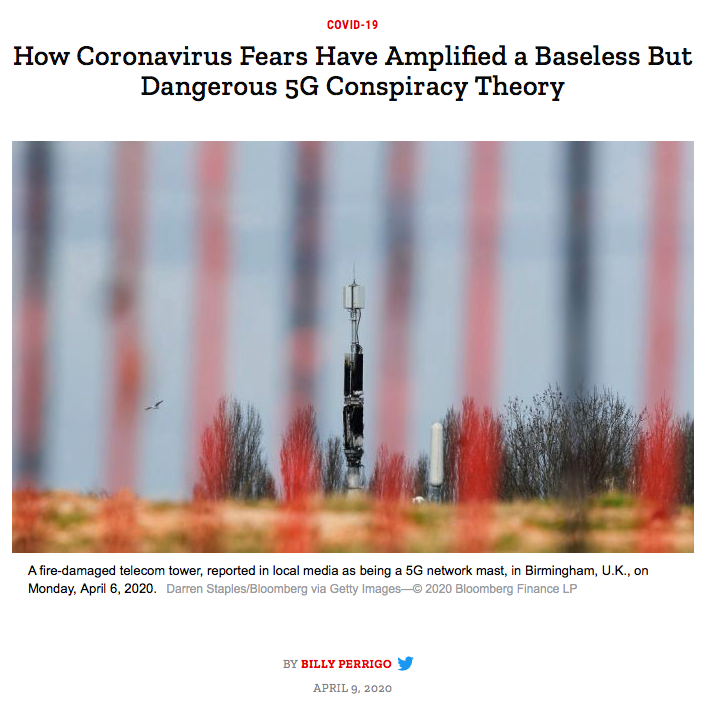 COVID-19
How Coronavirus Fears Have Amplified a Baseless But
Dangerous 5G Conspiracy Theory
A fire-damaged telecom tower, reported in local media as being a 5G network mast, in Birmingham, U.K., on
Monday, April 6, 2020. Darren Staples/Bloomberg via Getty Images—© 2020 Bloomberg Finance LP
BY BILLY PERRIGO
APRIL 9, 2020